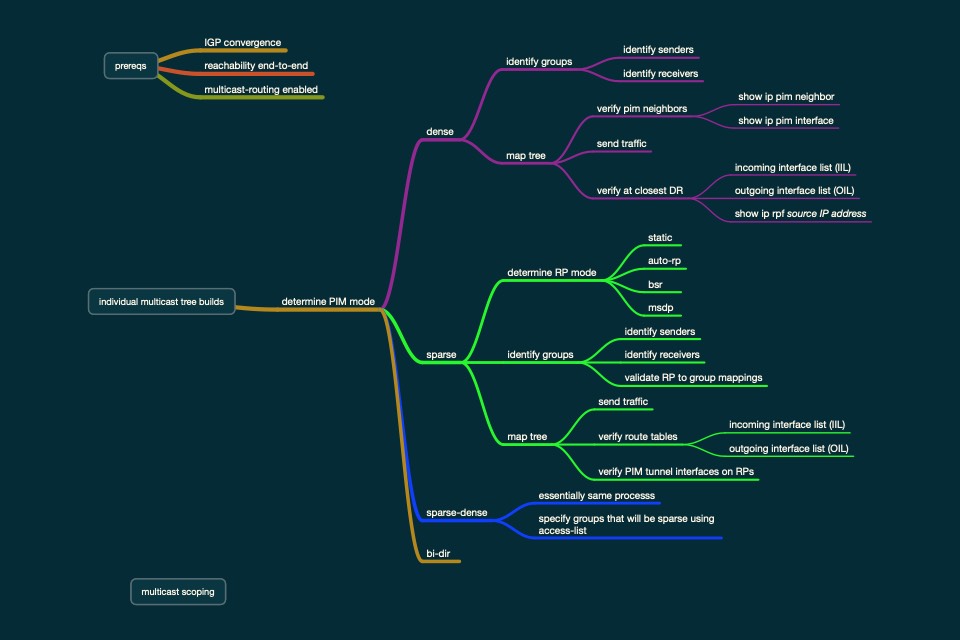 prereqs
IGP convergence
reachability end-to-end
multicast-routing enabled
individual multicast tree builds
determine PIM mode
dense
identify groups
identify senders
identify receivers
map tree
verify pim neighbors
show ip pim neighbor
show ip pim interface
send traffic
verify at closest DR
incoming interface list (IIL)
outgoing interface list (OIL)
show ip rpf source IP address
sparse
determine RP mode
static
auto-rp
bsr
msdp
identify groups
identify senders
identify receivers
validate RP to group mappings
map tree
send traffic
verify route tables
incoming interface list (IIL)
outgoing interface list (OIL)
verify PIM tunnel interfaces on RPs
sparse-dense
essentially same processs
specify groups that will be sparse using
access-list
bi-dir
multicast scoping